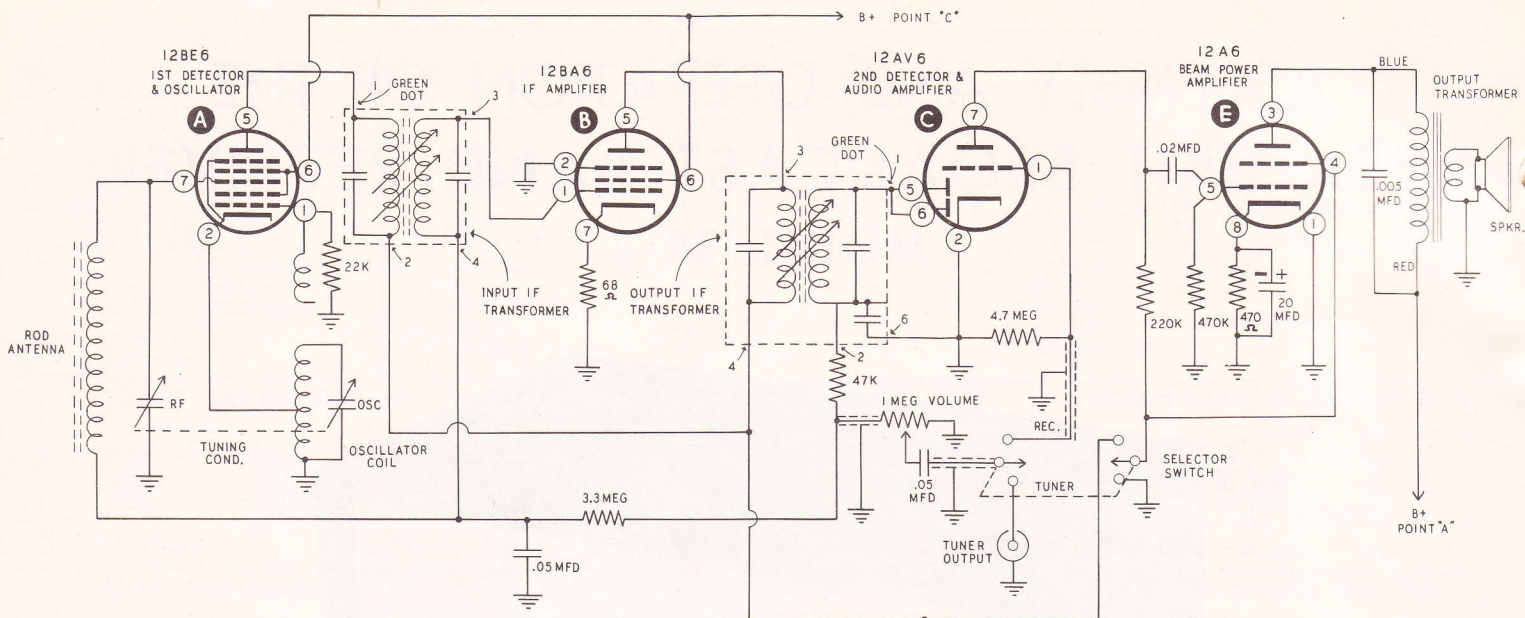 B+ POINT "C"
12BE6
1ST DETECTOR
& OSCILLATOR
A
5
6
7
1
2
22K
1
GREEN
DOT
3
2
4
INPUT IF
TRANSFORMER
12BA6
IF AMPLIFIER
B
5
2
1
6
7
68
Ω
OUTPUT IF
TRANSFORMER
3
GREEN
DOT
1
4
2
6
12AV6
2ND DETECTOR &
AUDIO AMPLIFIER
C
7
1
5
6
2
4.7 MEG
47K
1 MEG VOLUME
REC.
.05
MFD
TUNER
SELECTOR
SWITCH
TUNER
OUTPUT
12A6
BEAM POWER
AMPLIFIER
E
3
4
5
8
1
.02MFD
220K
470K
470
Ω
- +
20
MFD
BLUE
OUTPUT
TRANSFORMER
.005
MFD
RED
SPKR.
B+
POINT "A"
ROD
ANTENNA
RF
OSC
TUNING
COND.
OSCILLATOR
COIL
3.3 MEG
.05 MFD